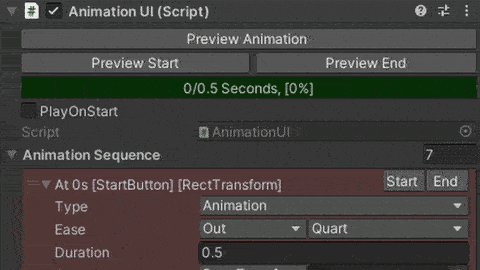 Animation UI (Script)
Preview Animation
Preview Start Preview End
0/0.5 Seconds, [0%]
PlayOnStart
Script AnimationUI
Animation Sequence 7
At 0s [StartButton] [RectTransform] Start End
Type Animation
Ease Out Quart
Duration 0.5